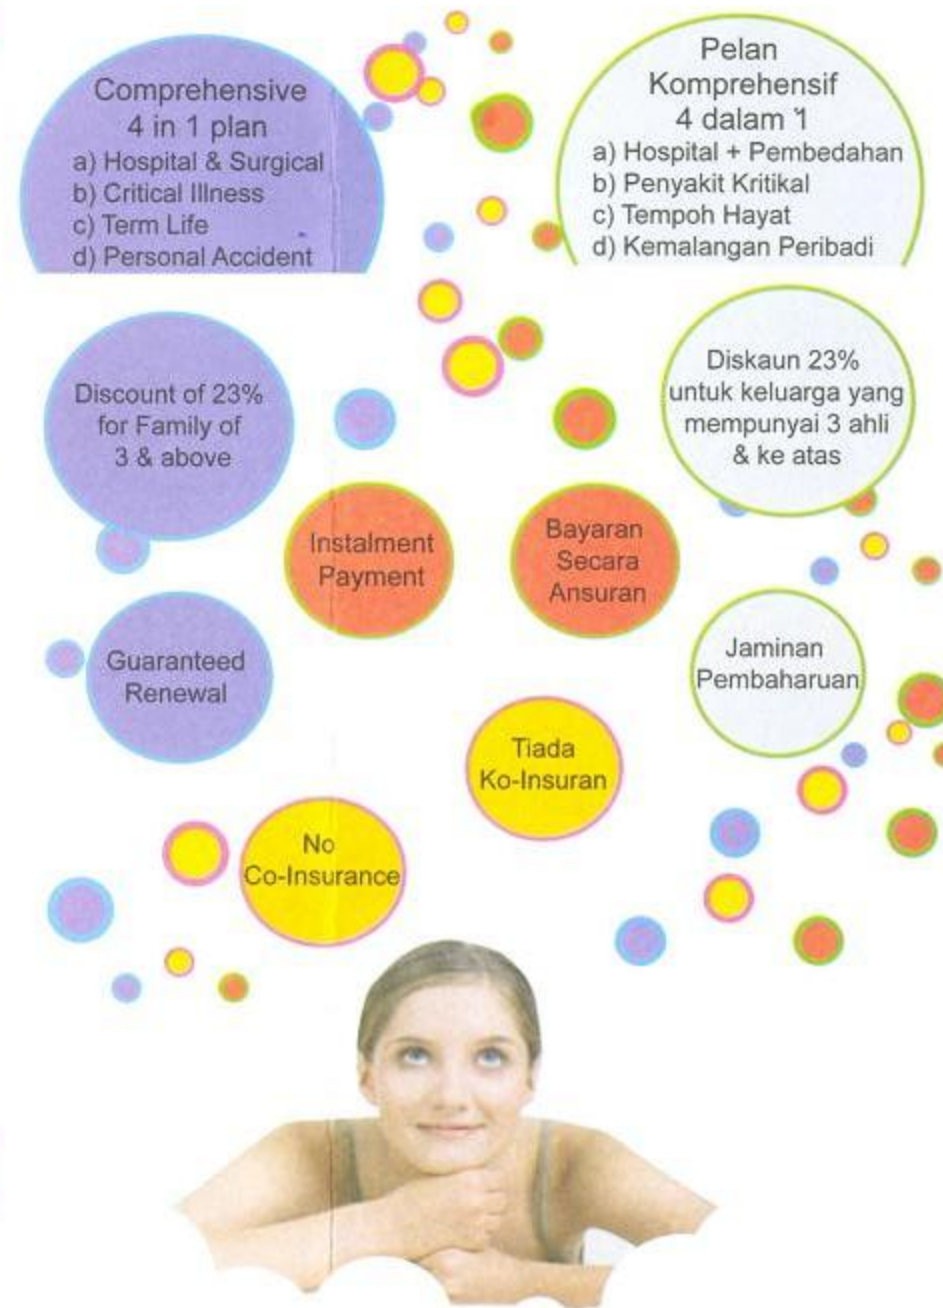 Comprehensive
4 in 1 plan
a) Hospital & Surgical
b) Critical Illness
c) Term Life
d) Personal Accident
Pelan
Komprehensif
4 dalam 1
a) Hospital + Pembedahan
b) Penyakit Kritikal
c) Tempoh Hayat
d) Kemalangan Peribadi
Discount of 23%
for Family of
3 & above
Diskaun 23%
untuk keluarga yang
mempunyai 3 ahli
& ke atas
Instalment
Payment
Bayaran
Secara
Ansuran
Guaranteed
Renewal
Jaminan
Pembaharuan
Tiada
Ko-Insuran
No
Co-Insurance